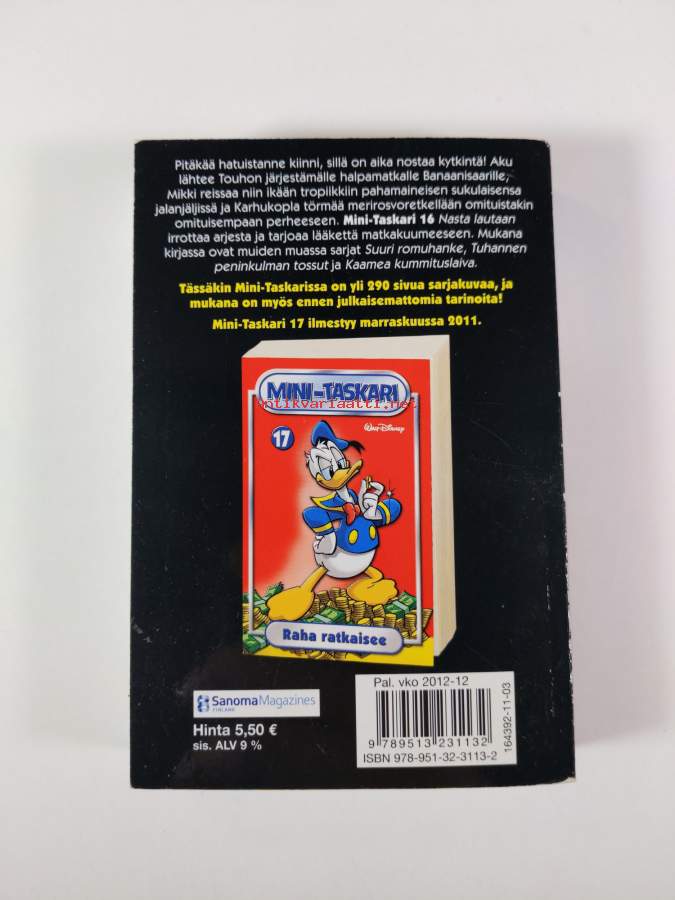 Pitäkää hatuistanne kiinni, sillä on aika nostaa kytkintä! Aku
lähtee Touhon järjestämälle halpamatkalle Banaanisaarille,
Mikki reissaa niin ikään tropiikkiin pahamaineisen sukulaisensa
jalanjäljissä ja Karhukopla törmää merirosvoretkellään omituistakin
omituisempaan perheeseen. Mini-Taskari 16 Nasta lautaan
irrottaa arjesta ja tarjoaa lääkettä matkakuumeeseen. Mukana
kirjassa ovat muiden muassa sarjat Suuri romuhanke, Tuhannen
peninkulman tossut ja Kaamea kummituslaiva.
Tässäkin Mini-Taskarissa on yli 290 sivua sarjakuvaa, ja
mukana on myös ennen julkaisemattomia tarinoita!
Mini-Taskari 17 ilmestyy marraskuussa 2011.
MINI-TASKARI
antikvariaatti.net
17
Walt Disney
Raha ratkaisee
SanomaMagazines
FINLAND
Hinta 5,50 €
sis. ALV 9 %
Pal. vko 2012-12
9 789513 231132
ISBN 978-951-32-3113-2
164392-11-03